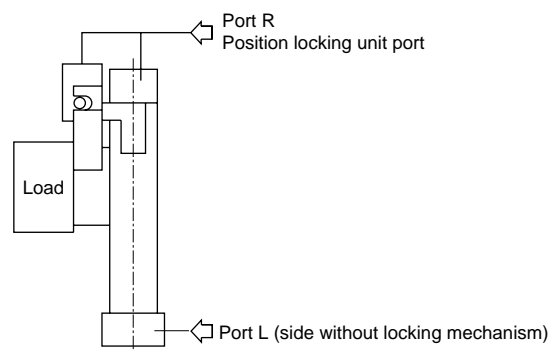 Port R
Position locking unit port
Load
Port L (side without locking mechanism)